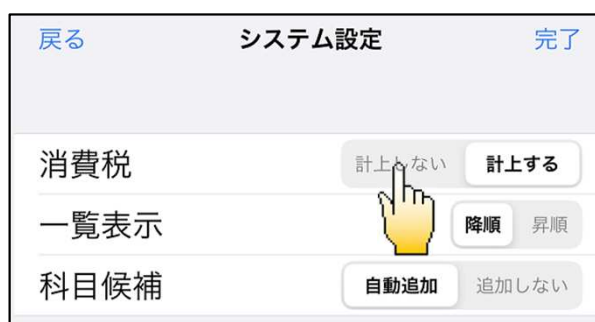 戻る システム設定 完了
消費税 計上しない 計上する
一覧表示 降順 昇順
科目候補 自動追加 追加しない